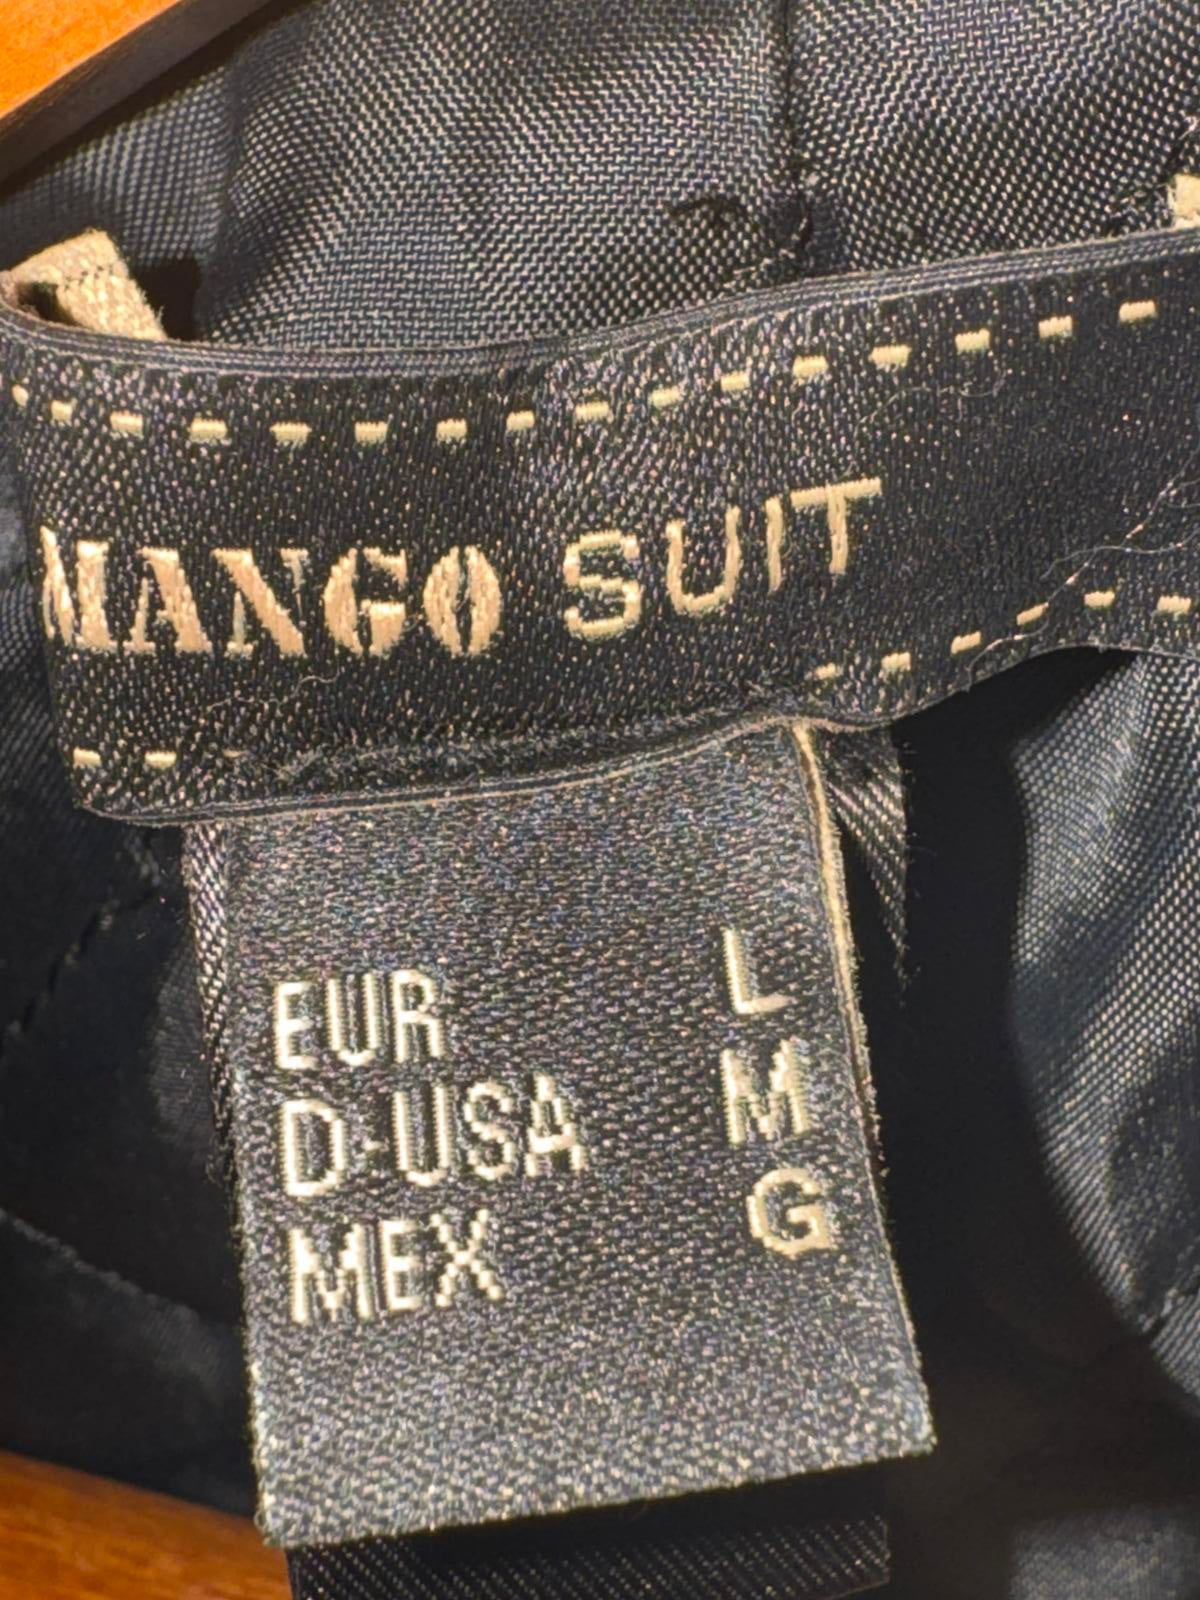 MANGO SUIT
EUR L
D-USA M
MEX G